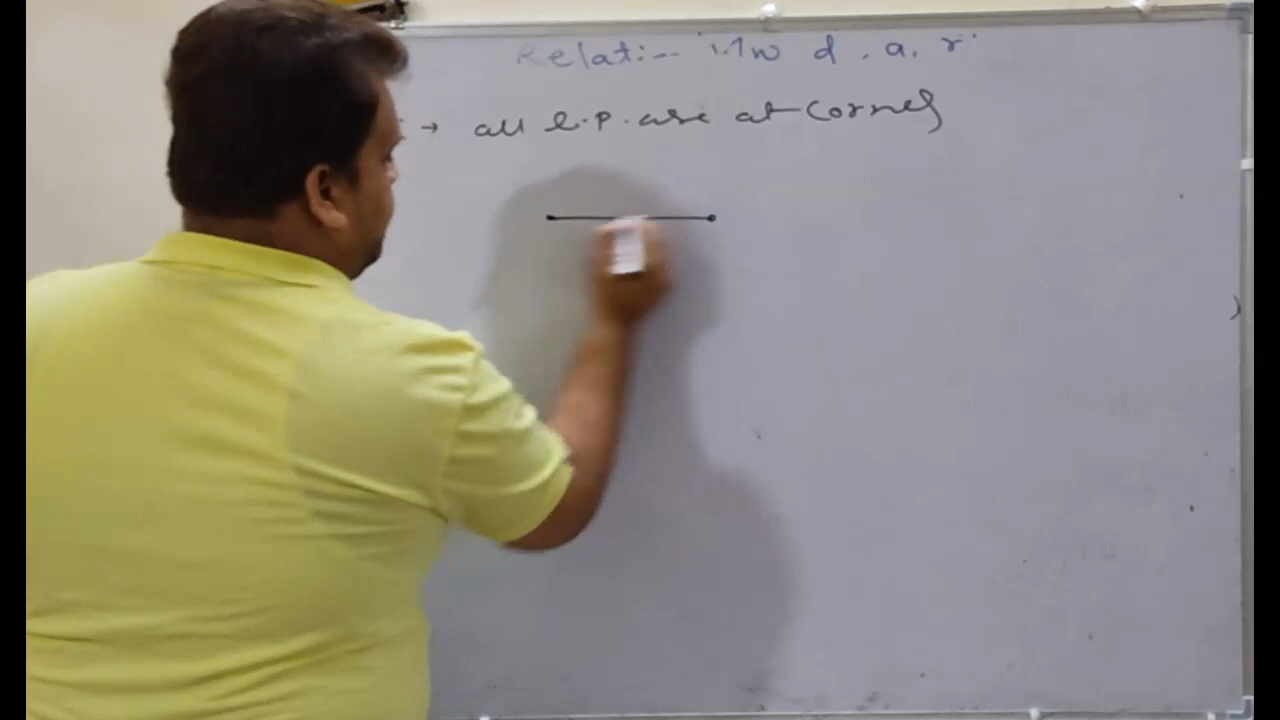 Relation b/w d, a, r
: → all l.p. are at corners